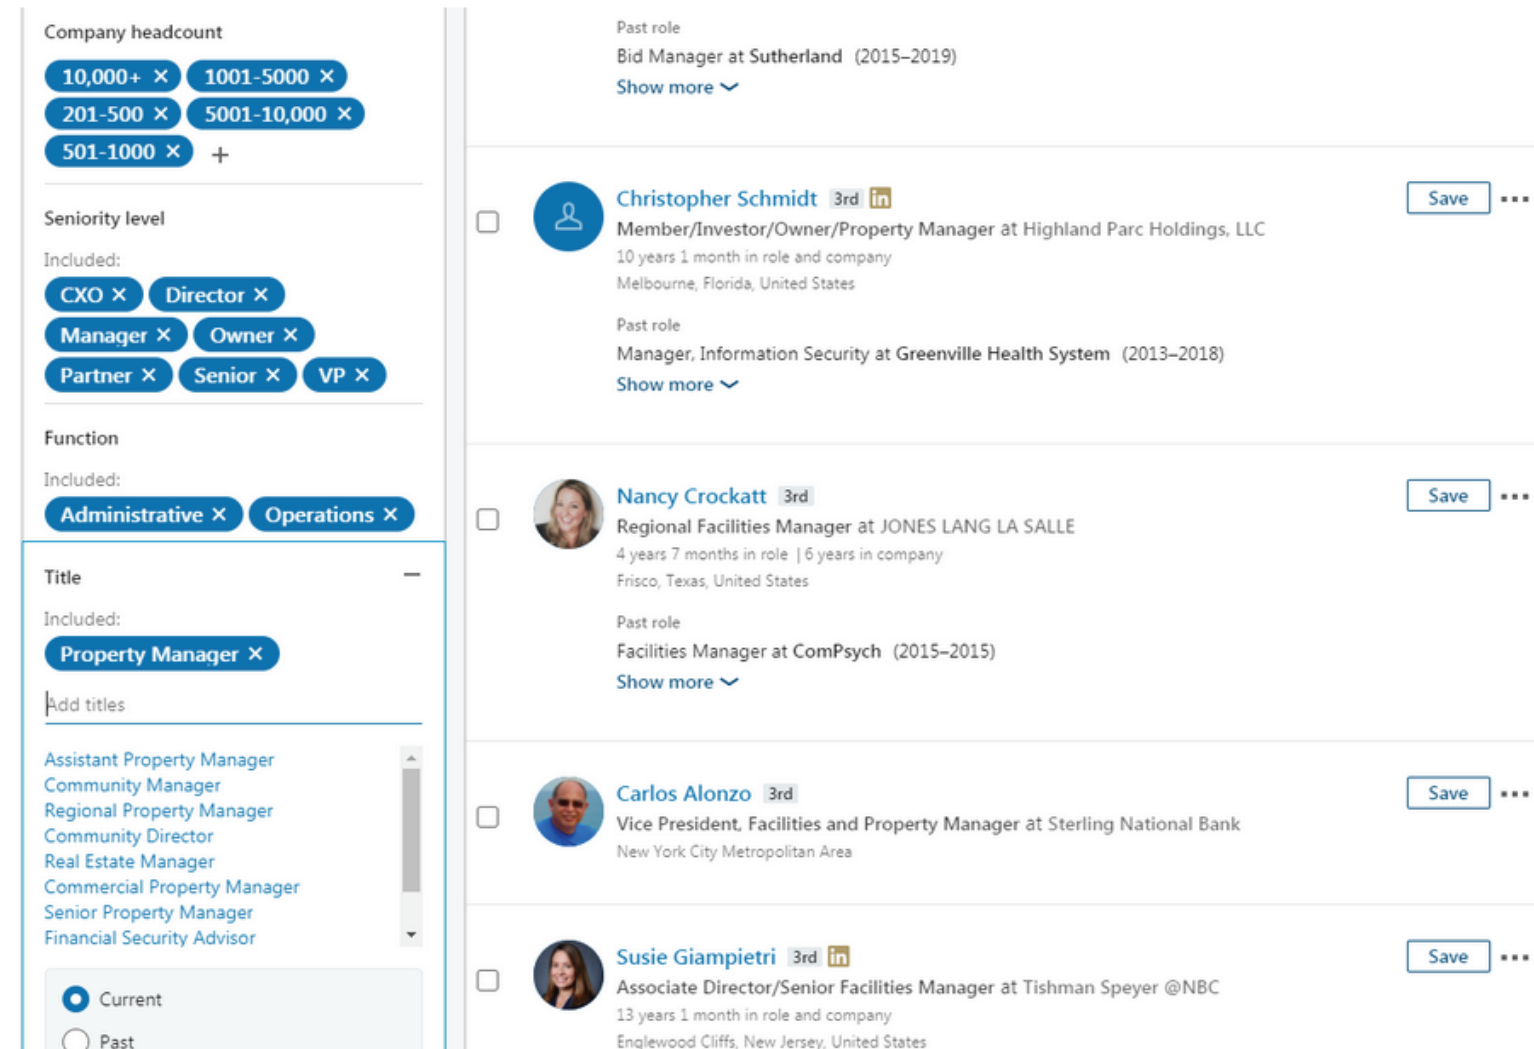 Company headcount
10,000+ × 1001-5000 ×
201-500 × 5001-10,000 ×
501-1000 × +
Seniority level
Included:
CXO × Director ×
Manager × Owner ×
Partner × Senior × VP ×
Function
Included:
Administrative × Operations ×
Title
Included:
Property Manager ×
Add titles
Assistant Property Manager
Community Manager
Regional Property Manager
Community Director
Real Estate Manager
Commercial Property Manager
Senior Property Manager
Financial Security Advisor
Current
Past
Past role
Bid Manager at Sutherland (2015–2019)
Show more
Christopher Schmidt 3rd in
Save
Member/Investor/Owner/Property Manager at Highland Parc Holdings, LLC
10 years 1 month in role and company
Melbourne, Florida, United States
Past role
Manager, Information Security at Greenville Health System (2013–2018)
Show more
Nancy Crockatt 3rd
Save
Regional Facilities Manager at JONES LANG LA SALLE
4 years 7 months in role | 6 years in company
Frisco, Texas, United States
Past role
Facilities Manager at ComPsych (2015–2015)
Show more
Carlos Alonzo 3rd
Save
Vice President, Facilities and Property Manager at Sterling National Bank
New York City Metropolitan Area
Susie Giampietri 3rd in
Save
Associate Director/Senior Facilities Manager at Tishman Speyer @NBC
13 years 1 month in role and company
Englewood Cliffs, New Jersey, United States